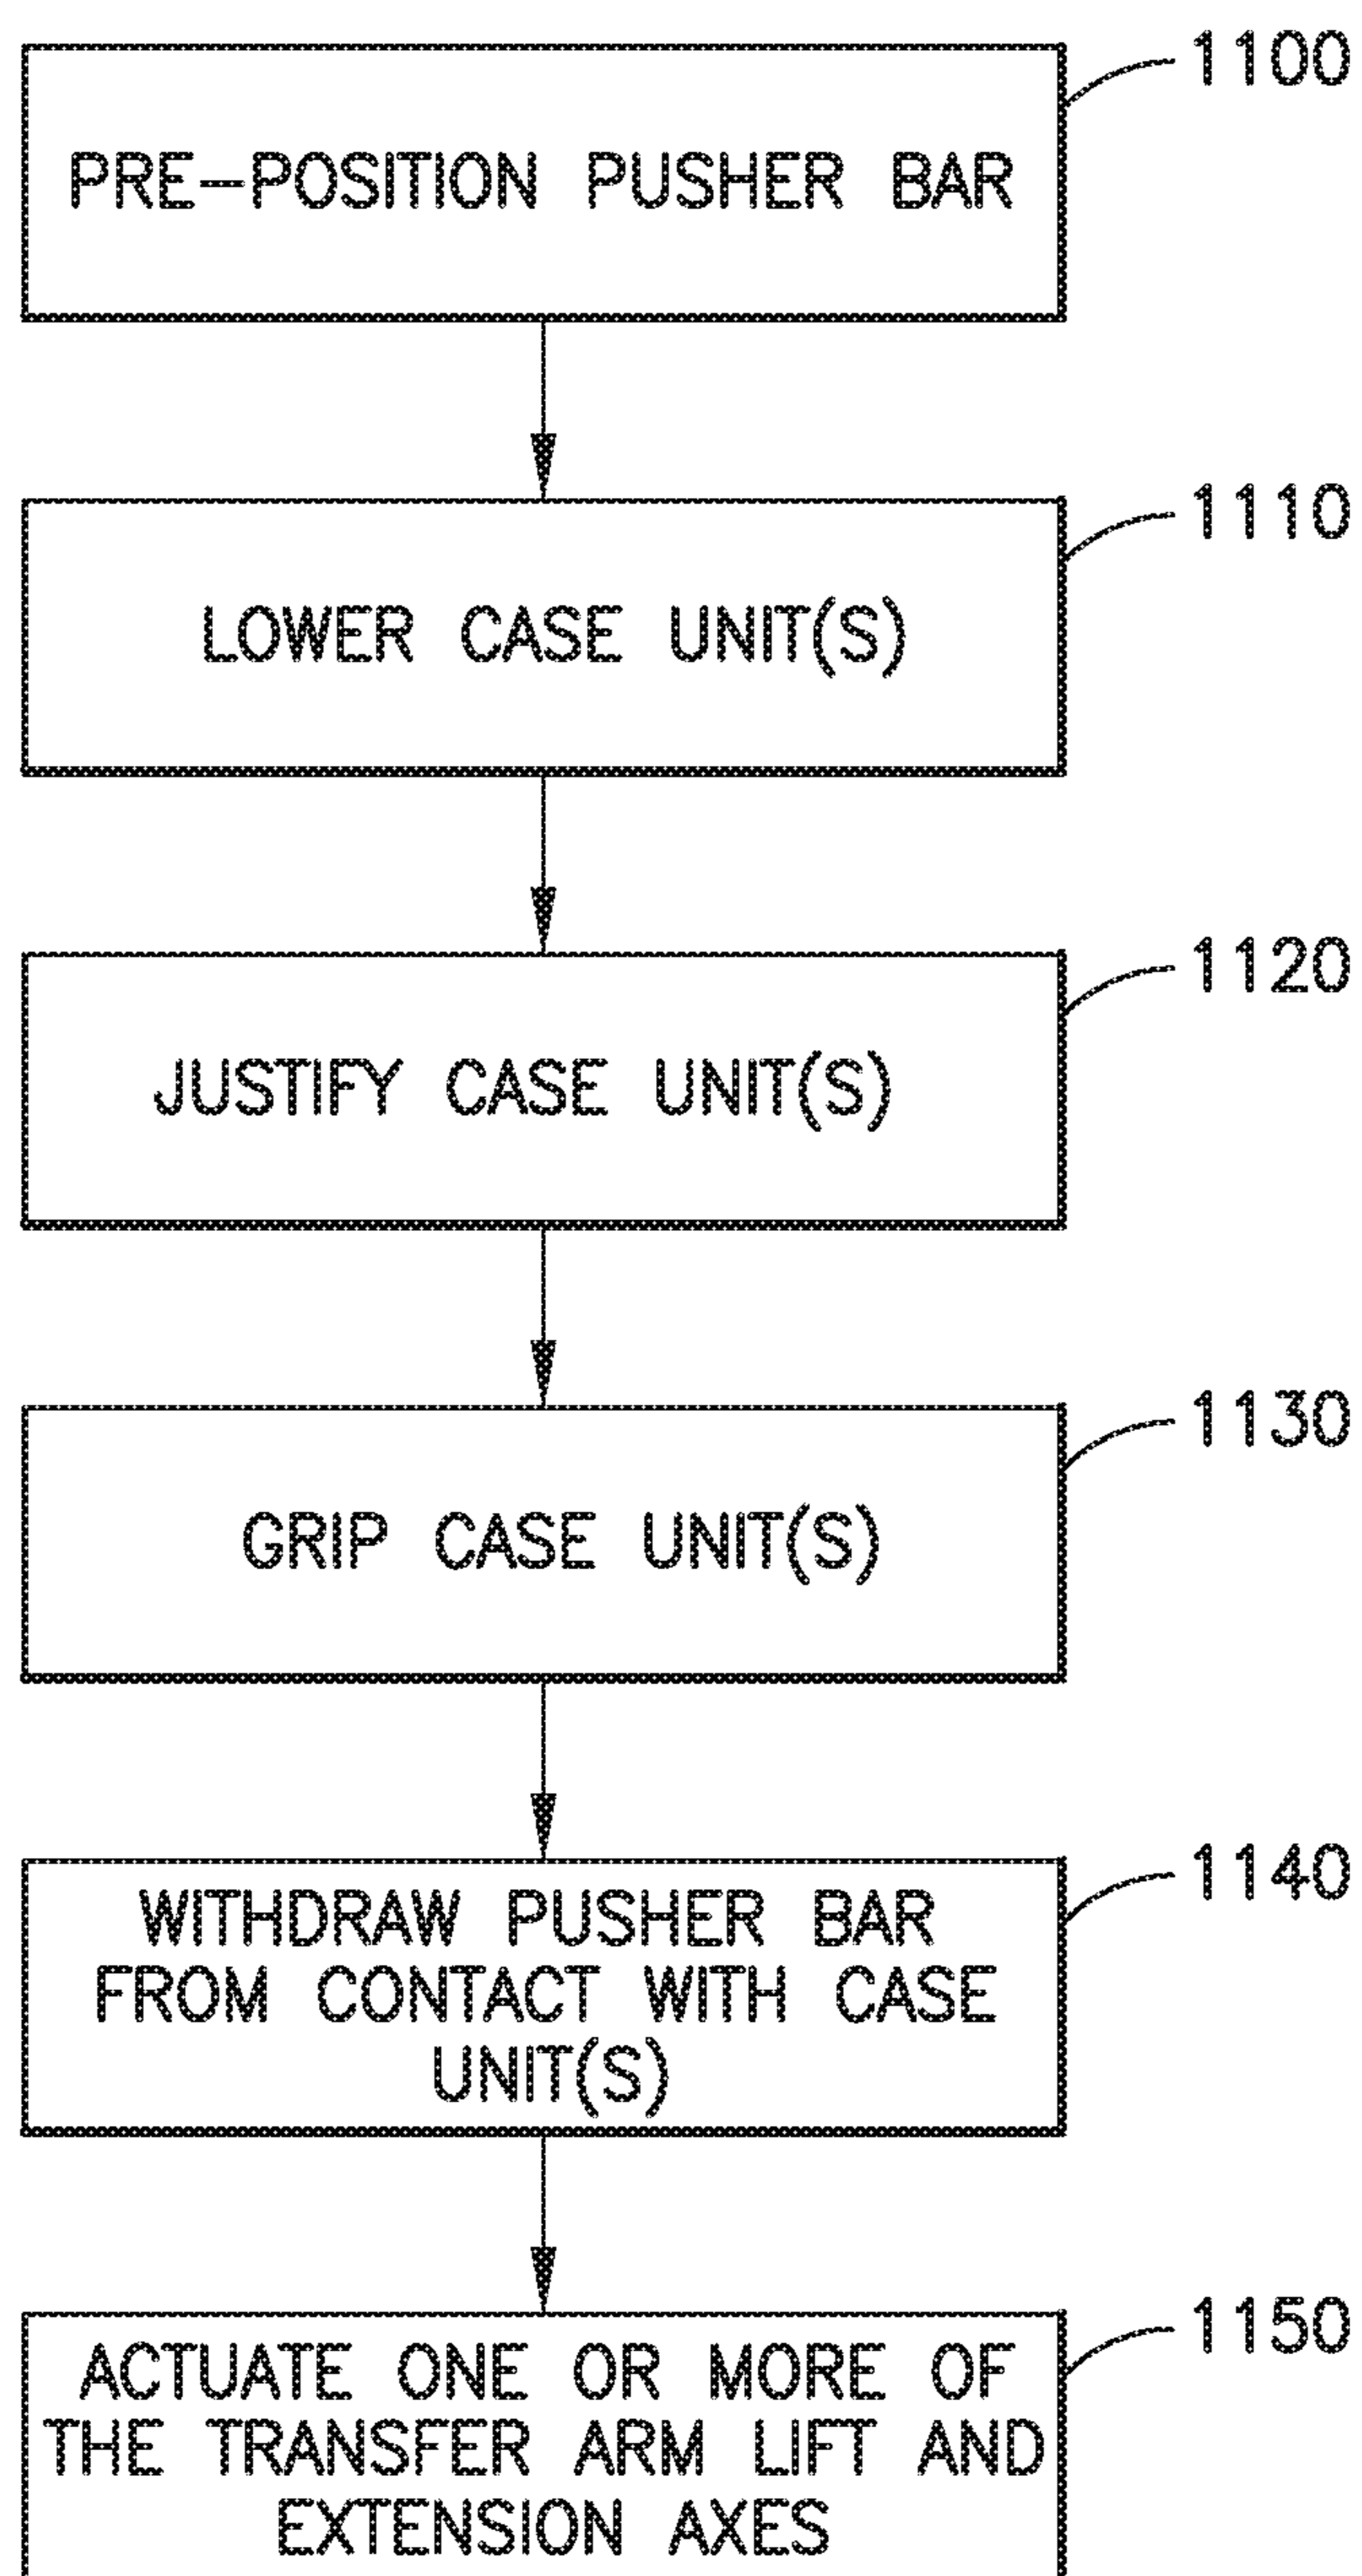 1100
PRE-POSITION PUSHER BAR
1110
LOWER CASE UNIT(S)
1120
JUSTIFY CASE UNIT(S)
1130
GRIP CASE UNIT(S)
1140
WITHDRAW PUSHER BAR
FROM CONTACT WITH CASE
UNIT(S)
1150
ACTUATE ONE OR MORE OF
THE TRANSFER ARM LIFT AND
EXTENSION AXES